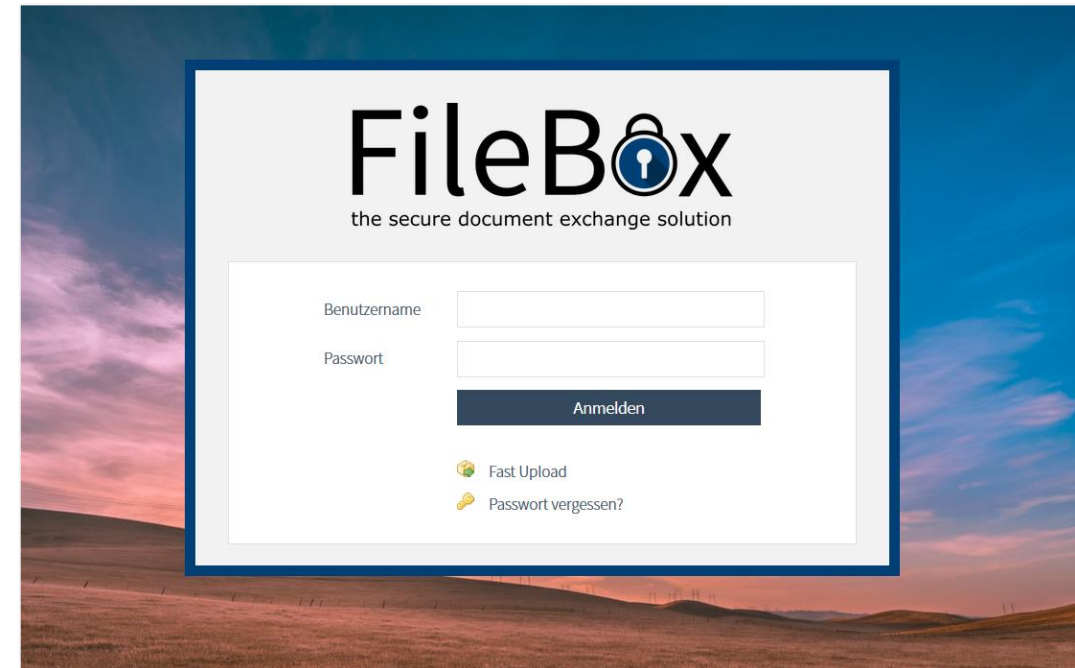 FileBox
the secure document exchange solution
Benutzername
Passwort
Anmelden
Fast Upload
Passwort vergessen?